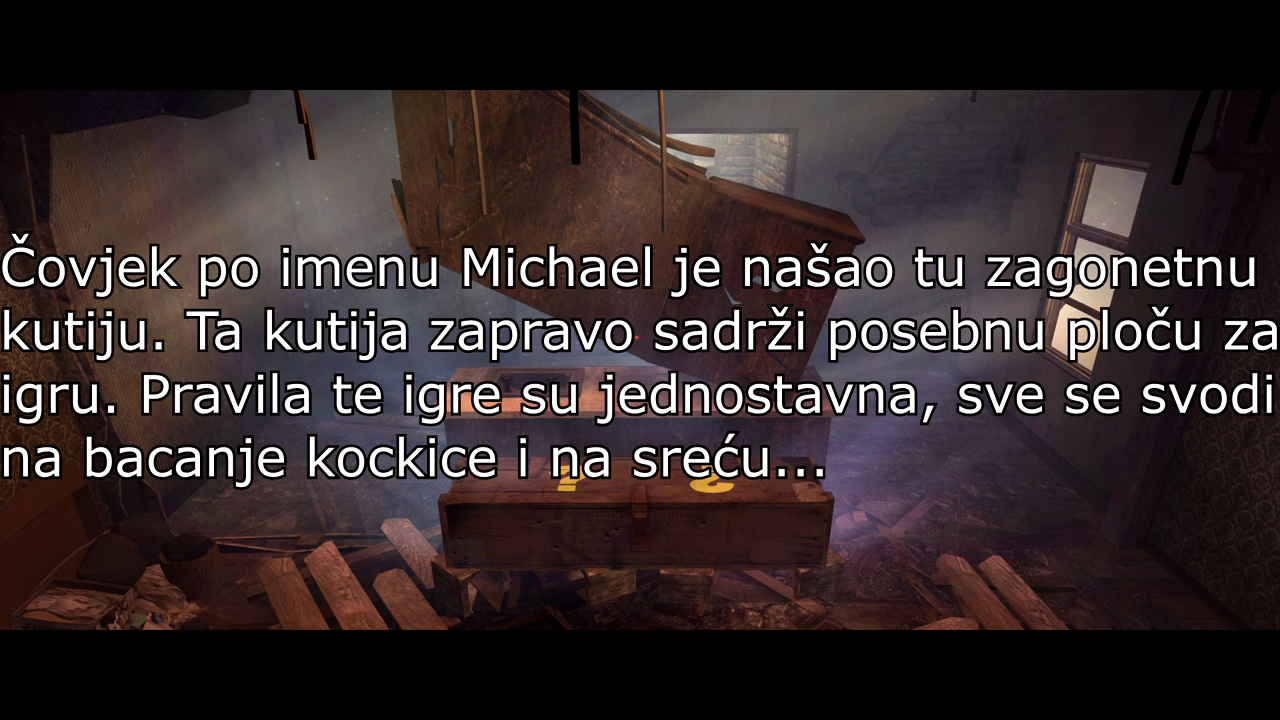 Čovjek po imenu Michael je našao tu zagonetnu
kutiju. Ta kutija zapravo sadrži posebnu ploču za
igru. Pravila te igre su jednostavna, sve se svodi
na bacanje kockice i na sreću...
? ?